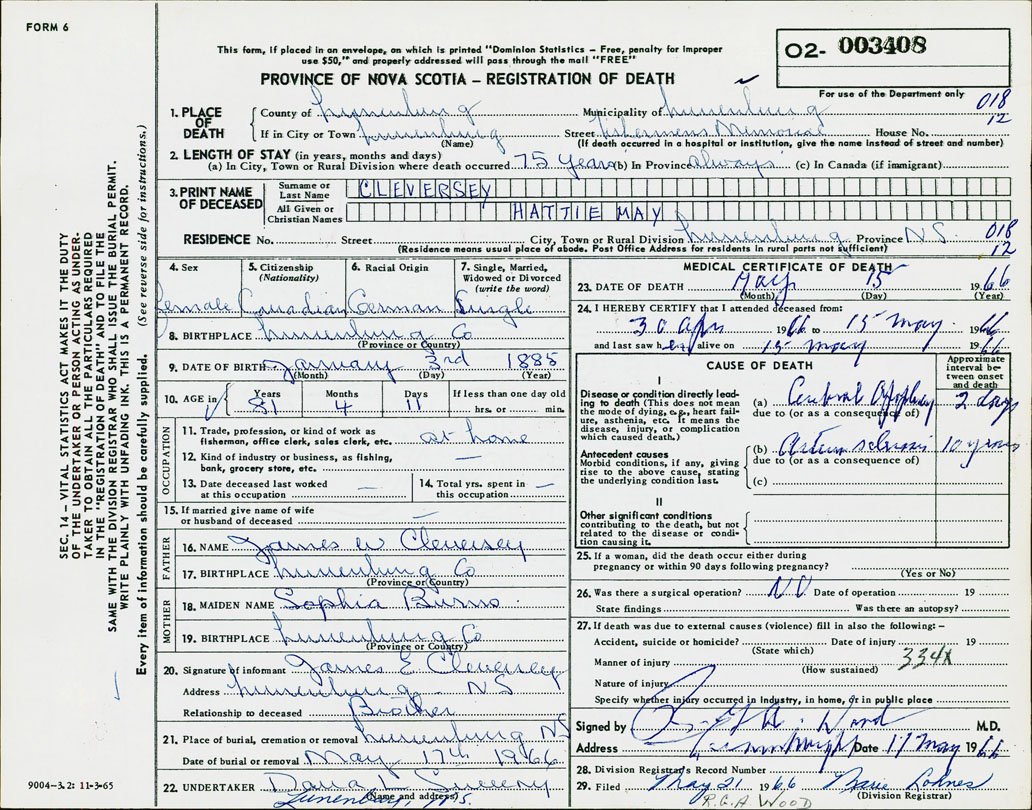 FORM 6
This form, if placed in an envelope, on which is printed "Dominion Statistics – Free, penalty for improper
use $50," and properly addressed will pass through the mail "FREE"
O2- 003408
PROVINCE OF NOVA SCOTIA – REGISTRATION OF DEATH
For use of the Department only
1. PLACE OF DEATH
County of Lunenburg Municipality of Lunenburg 018
If in City or Town Lunenburg Street Fishermens Memorial House No. 12
(Name) (If death occurred in a hospital or institution, give the name instead of street and number)
2. LENGTH OF STAY (in years, months and days)
(a) In City, Town or Rural Division where death occurred 75 Years (b) In Province always (c) In Canada (if immigrant)
3. PRINT NAME OF DECEASED
Surname or Last Name CLEVERSEY
All Given or Christian Names HATTIE MAY
RESIDENCE No. Street City, Town or Rural Division Lunenburg Province N S. 018
(Residence means usual place of abode. Post Office Address for residents in rural parts not sufficient) 12
4. Sex 5. Citizenship (Nationality) 6. Racial Origin 7. Single, Married, Widowed or Divorced (write the word)
Female Canadian German Single
8. BIRTHPLACE Lunenburg Co
(Province or Country)
9. DATE OF BIRTH January 3rd 1885
(Month) (Day) (Year)
10. AGE in Years Months Days If less than one day old
81 4 11 hrs. or min.
OCCUPATION
11. Trade, profession, or kind of work as
fisherman, office clerk, sales clerk, etc. at home
12. Kind of industry or business, as fishing,
bank, grocery store, etc. —
13. Date deceased last worked
at this occupation —
14. Total yrs. spent in
this occupation —
15. If married give name of wife
or husband of deceased —
FATHER
16. NAME James W Cleversey
17. BIRTHPLACE Lunenburg Co
(Province or Country)
MOTHER
18. MAIDEN NAME Sophia Burns
19. BIRTHPLACE Lunenburg Co
(Province or Country)
20. Signature of informant James E Cleversey
Address Lunenburg NS
Relationship to deceased Brother
21. Place of burial, cremation or removal Lunenburg NS
Date of burial or removal May 17th 1966
22. UNDERTAKER Dana L Sweeny
(Name and address)
Lunenburg N.S.
MEDICAL CERTIFICATE OF DEATH
23. DATE OF DEATH May 15 1966
(Month) (Day) (Year)
24. I HEREBY CERTIFY that I attended deceased from:
30 Apr 1966 to 15 May 1966
and last saw her alive on 15 May 1966
CAUSE OF DEATH
Approximate interval between onset and death
I
Disease or condition directly leading to death (This does not mean the mode of dying, e.g., heart failure, asthenia, etc. It means the disease, injury, or complication which caused death.)
(a) Cerebral Apoplexy 2 days
due to (or as a consequence of)
Antecedent causes
Morbid conditions, if any, giving rise to the above cause, stating the underlying condition last.
(b) Arteriosclerosis 10 years
due to (or as a consequence of)
(c)
II
Other significant conditions
contributing to the death, but not related to the disease or condition causing it.
25. If a woman, did the death occur either during
pregnancy or within 90 days following pregnancy?
(Yes or No)
26. Was there a surgical operation? NO Date of operation 19
State findings Was there an autopsy?
27. If death was due to external causes (violence) fill in also the following:–
Accident, suicide or homicide? Date of injury 19
(State which)
Manner of injury 334X
(How sustained)
Nature of injury
Specify whether injury occurred in Industry, in home, or in public place
Signed by Wood M.D.
Address Date 17 May 1966
28. Division Registrar's Record Number
29. Filed May 21 1966 Marie Lohnes
(Division Registrar)
R.G.A WOOD
9004–3.2: 11-3-65
SEC. 14 – VITAL STATISTICS ACT MAKES IT THE DUTY
OF THE UNDERTAKER OR PERSON ACTING AS UNDER-
TAKER TO OBTAIN ALL THE PARTICULARS REQUIRED
IN THE "REGISTRATION OF DEATH" AND TO FILE THE
SAME WITH THE DIVISION REGISTRAR WHO SHALL ISSUE THE BURIAL PERMIT.
WRITE PLAINLY WITH UNFADING INK. THIS IS A PERMANENT RECORD.
Every item of information should be carefully supplied. (See reverse side for instructions.)